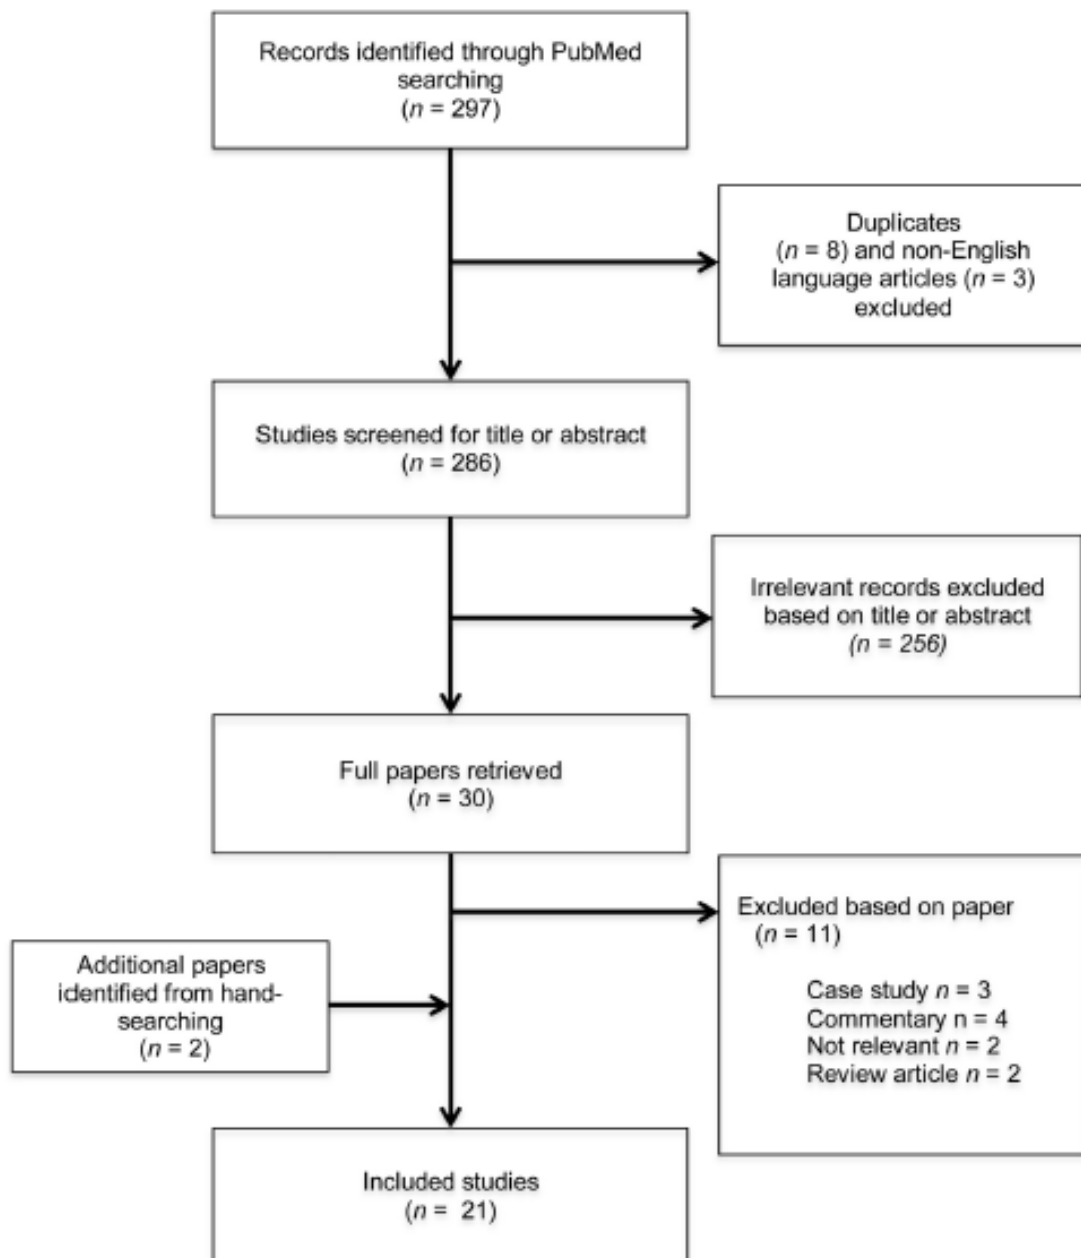 Records identified through PubMed
searching
(n = 297)
Duplicates
(n = 8) and non-English
language articles (n = 3)
excluded
Studies screened for title or abstract
(n = 286)
Irrelevant records excluded
based on title or abstract
(n = 256)
Full papers retrieved
(n = 30)
Excluded based on paper
(n = 11)
Case study n = 3
Commentary n = 4
Not relevant n = 2
Review article n = 2
Additional papers
identified from hand-
searching
(n = 2)
Included studies
(n = 21)